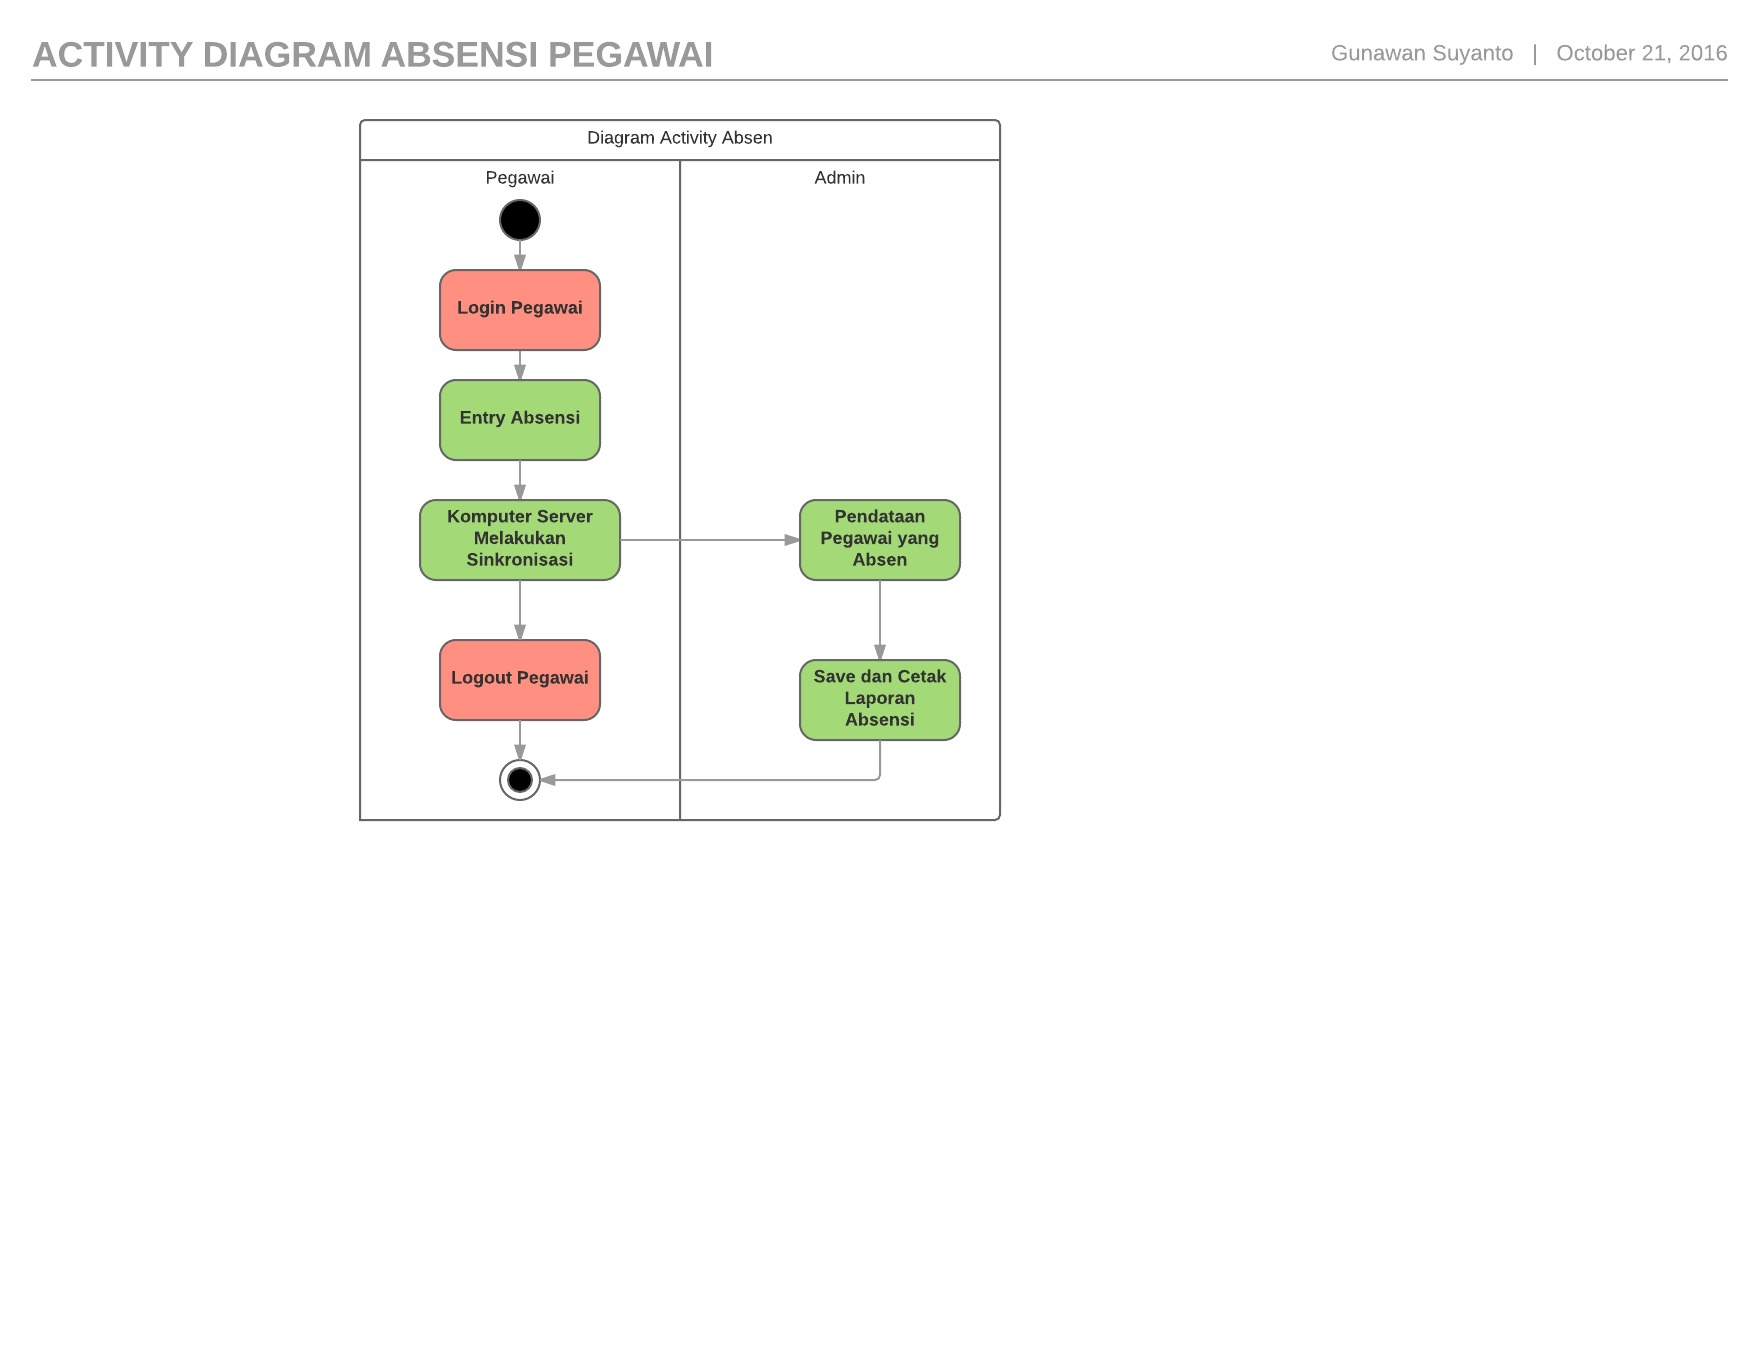 ACTIVITY DIAGRAM ABSENSI PEGAWAI
Gunawan Suyanto | October 21, 2016
Diagram Activity Absen
Pegawai
Admin
Login Pegawai
Entry Absensi
Komputer Server
Melakukan
Sinkronisasi
Pendataan
Pegawai yang
Absen
Logout Pegawai
Save dan Cetak
Laporan
Absensi